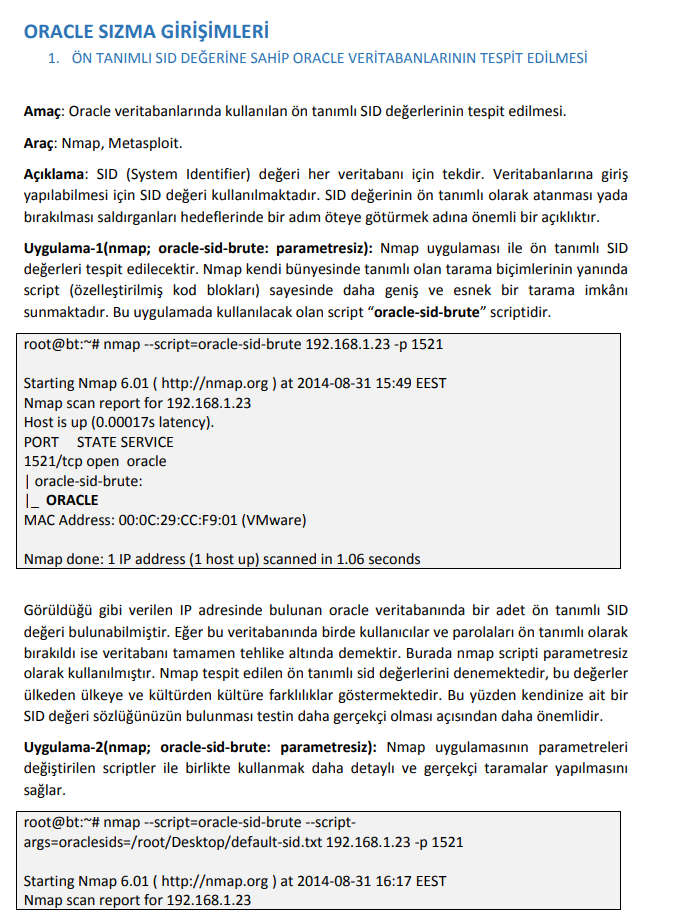 ORACLE SIZMA GİRİŞİMLERİ
1. ÖN TANIMLI SID DEĞERİNE SAHİP ORACLE VERİTABANLARININ TESPİT EDİLMESİ
Amaç: Oracle veritabanlarında kullanılan ön tanımlı SID değerlerinin tespit edilmesi.
Araç: Nmap, Metasploit.
Açıklama: SID (System Identifier) değeri her veritabanı için tekdir. Veritabanlarına giriş
yapılabilmesi için SID değeri kullanılmaktadır. SID değerinin ön tanımlı olarak atanması yada
bırakılması saldırganları hedeflerinde bir adım öteye götürmek adına önemli bir açıklıktır.
Uygulama-1(nmap; oracle-sid-brute: parametresiz): Nmap uygulaması ile ön tanımlı SID
değerleri tespit edilecektir. Nmap kendi bünyesinde tanımlı olan tarama biçimlerinin yanında
script (özelleştirilmiş kod blokları) sayesinde daha geniş ve esnek bir tarama imkânı
sunmaktadır. Bu uygulamada kullanılacak olan script “oracle-sid-brute” scriptidir.
root@bt:~# nmap --script=oracle-sid-brute 192.168.1.23 -p 1521
Starting Nmap 6.01 ( http://nmap.org ) at 2014-08-31 15:49 EEST
Nmap scan report for 192.168.1.23
Host is up (0.00017s latency).
PORT STATE SERVICE
1521/tcp open oracle
| oracle-sid-brute:
|_ ORACLE
MAC Address: 00:0C:29:CC:F9:01 (VMware)
Nmap done: 1 IP address (1 host up) scanned in 1.06 seconds
Görüldüğü gibi verilen IP adresinde bulunan oracle veritabanında bir adet ön tanımlı SID
değeri bulunabilmiştir. Eğer bu veritabanında birde kullanıcılar ve parolaları ön tanımlı olarak
bırakıldı ise veritabanı tamamen tehlike altında demektir. Burada nmap scripti parametresiz
olarak kullanılmıştır. Nmap tespit edilen ön tanımlı sid değerlerini denemektedir, bu değerler
ülkeden ülkeye ve kültürden kültüre farklılıklar göstermektedir. Bu yüzden kendinize ait bir
SID değeri sözlüğünüzün bulunması testin daha gerçekçi olması açısından daha önemlidir.
Uygulama-2(nmap; oracle-sid-brute: parametresiz): Nmap uygulamasının parametreleri
değiştirilen scriptler ile birlikte kullanmak daha detaylı ve gerçekçi taramalar yapılmasını
sağlar.
root@bt:~# nmap --script=oracle-sid-brute --script-
args=oraclesids=/root/Desktop/default-sid.txt 192.168.1.23 -p 1521
Starting Nmap 6.01 ( http://nmap.org ) at 2014-08-31 16:17 EEST
Nmap scan report for 192.168.1.23